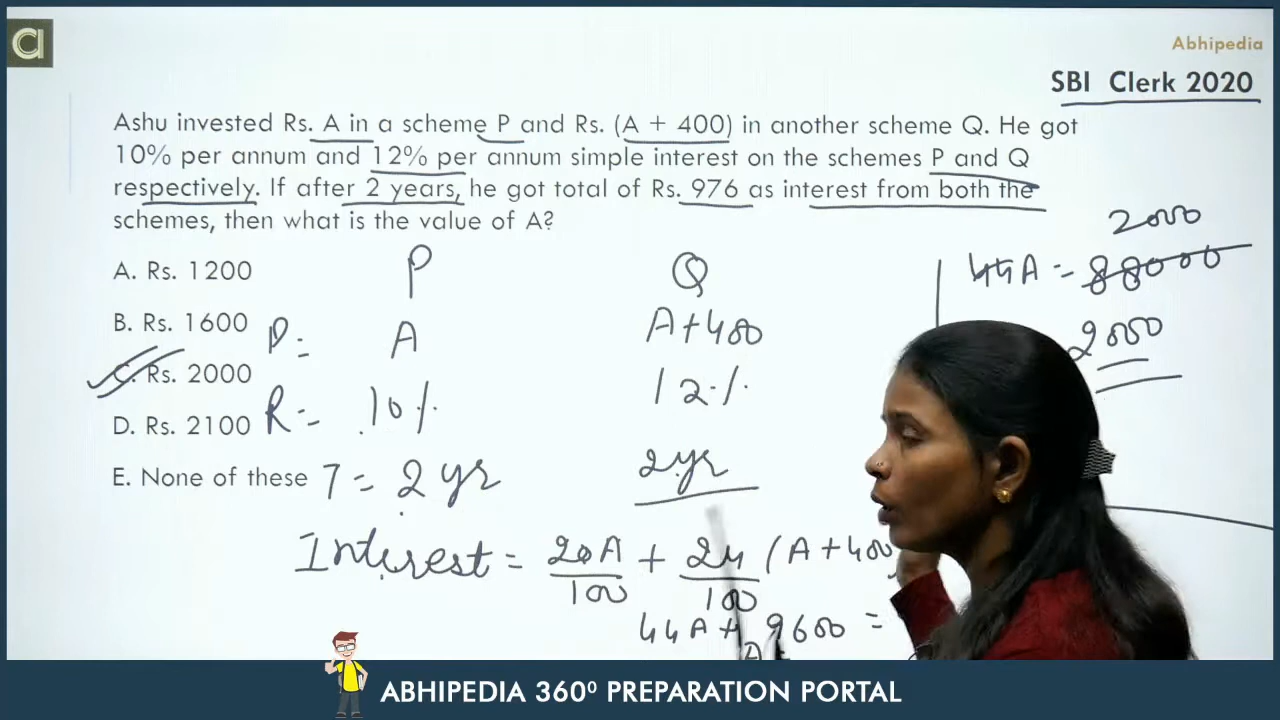 Abhipedia
SBI Clerk 2020
Ashu invested Rs. A in a scheme P and Rs. (A + 400) in another scheme Q. He got
10% per annum and 12% per annum simple interest on the schemes P and Q
respectively. If after 2 years, he got total of Rs. 976 as interest from both the
schemes, then what is the value of A?
A. Rs. 1200
B. Rs. 1600
C. Rs. 2000
D. Rs. 2100
E. None of these
P Q
P = A A+400
R = 10% 12%
T = 2 yr 2yr
Interest = 20A/100 + 24/100 (A + 400
44A + 9600 =
2000
44A = 88000
2000
ABHIPEDIA 360⁰ PREPARATION PORTAL